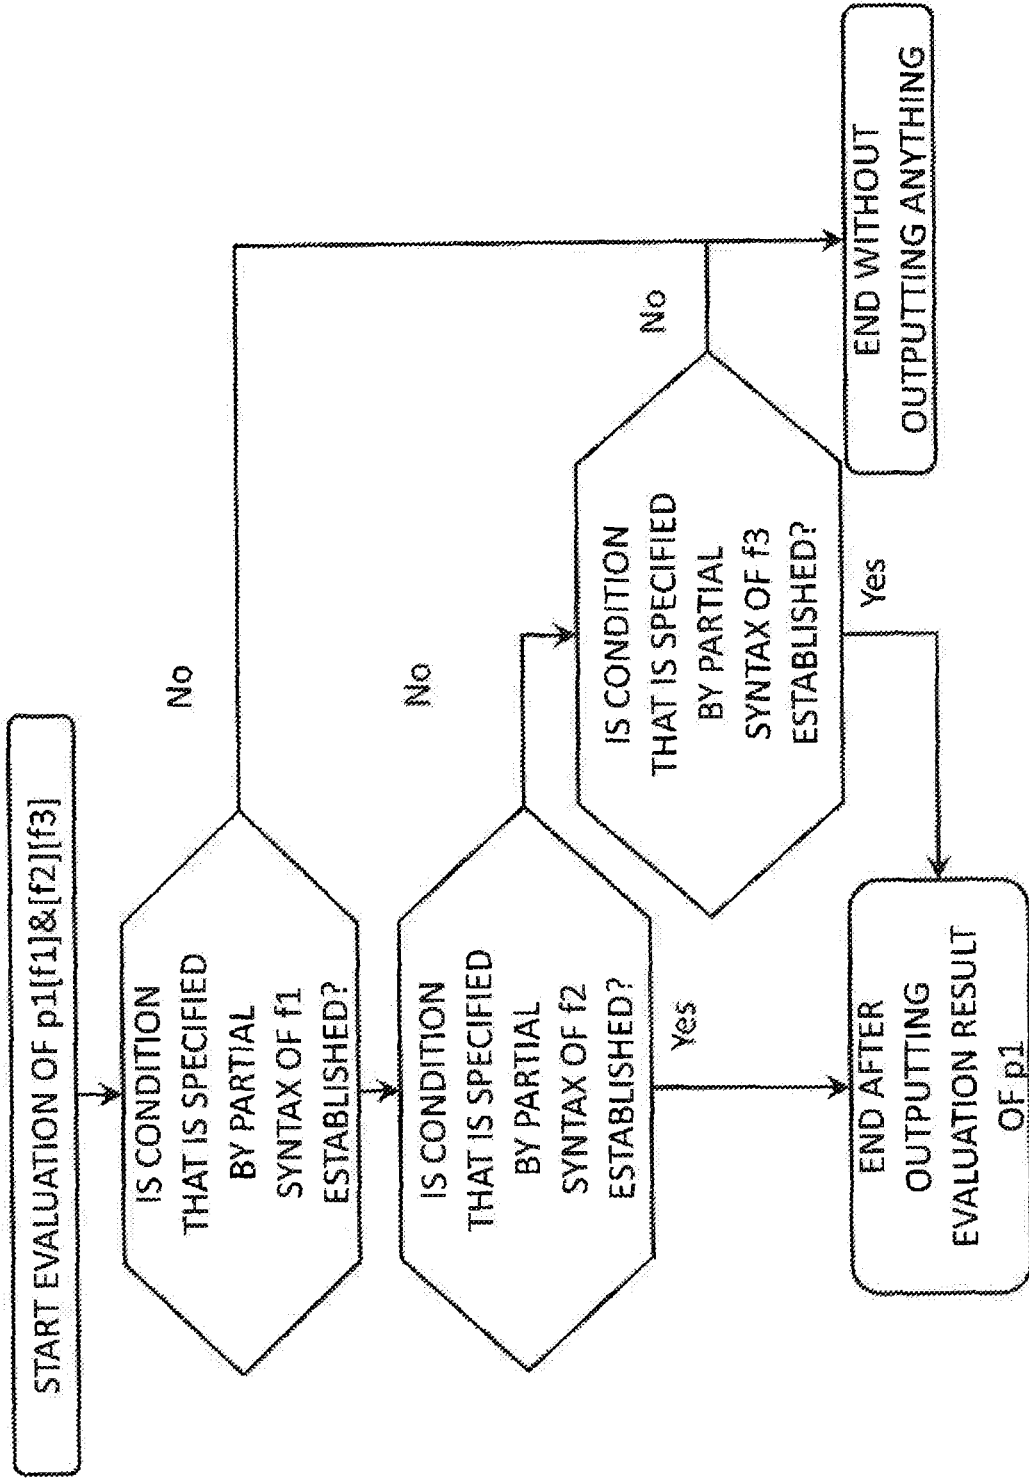 START EVALUATION OF p1[f1]&[f2][f3]
IS CONDITION
THAT IS SPECIFIED
BY PARTIAL
SYNTAX OF f1
ESTABLISHED?
No
IS CONDITION
THAT IS SPECIFIED
BY PARTIAL
SYNTAX OF f2
ESTABLISHED?
No
Yes
IS CONDITION
THAT IS SPECIFIED
BY PARTIAL
SYNTAX OF f3
ESTABLISHED?
No
Yes
END AFTER
OUTPUTTING
EVALUATION RESULT
OF p1
END WITHOUT
OUTPUTTING ANYTHING